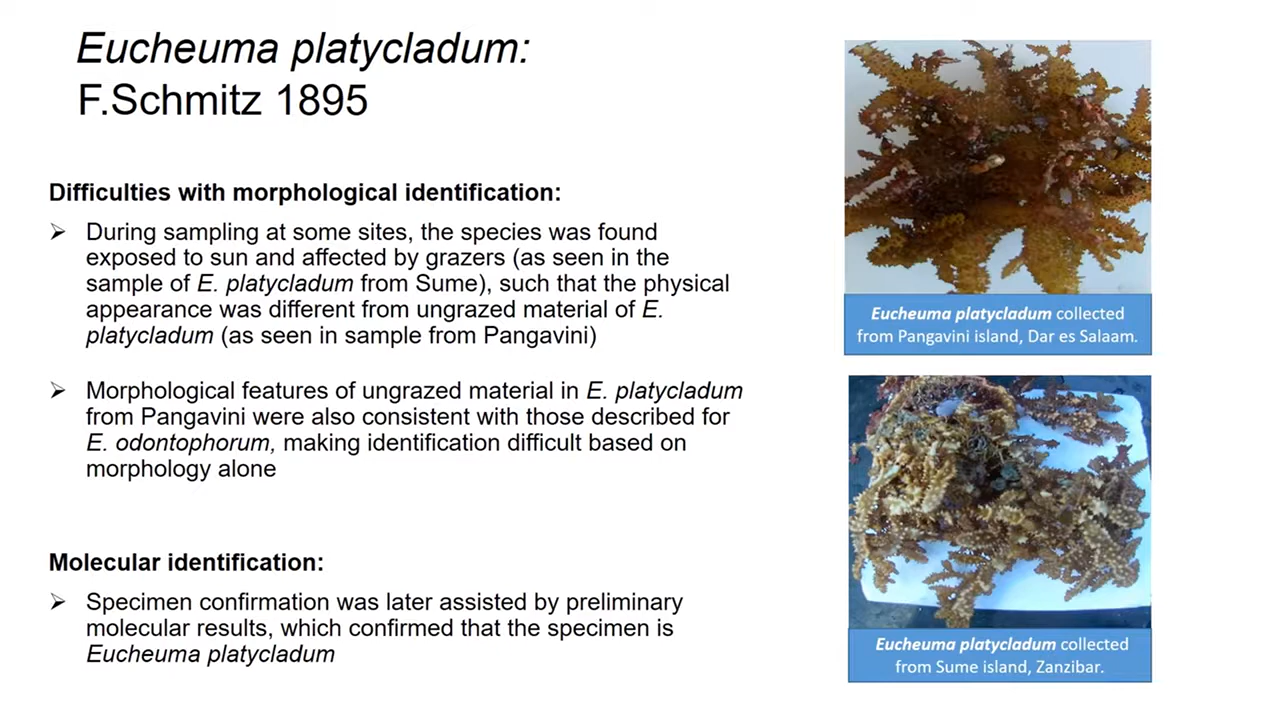 Eucheuma platycladum:
F.Schmitz 1895
Difficulties with morphological identification:
➢ During sampling at some sites, the species was found
exposed to sun and affected by grazers (as seen in the
sample of E. platycladum from Sume), such that the physical
appearance was different from ungrazed material of E.
platycladum (as seen in sample from Pangavini)
➢ Morphological features of ungrazed material in E. platycladum
from Pangavini were also consistent with those described for
E. odontophorum, making identification difficult based on
morphology alone
Molecular identification:
➢ Specimen confirmation was later assisted by preliminary
molecular results, which confirmed that the specimen is
Eucheuma platycladum
Eucheuma platycladum collected
from Pangavini island, Dar es Salaam.
Eucheuma platycladum collected
from Sume island, Zanzibar.